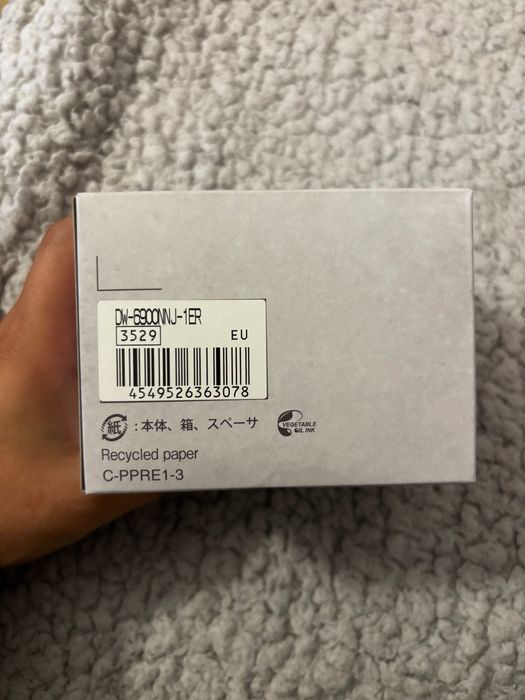 DW-6900NNJ-1ER
3529 EU
4549526363078
紙:本体、箱、スペーサ
VEGETABLE
OIL INK
Recycled paper
C-PPRE1-3